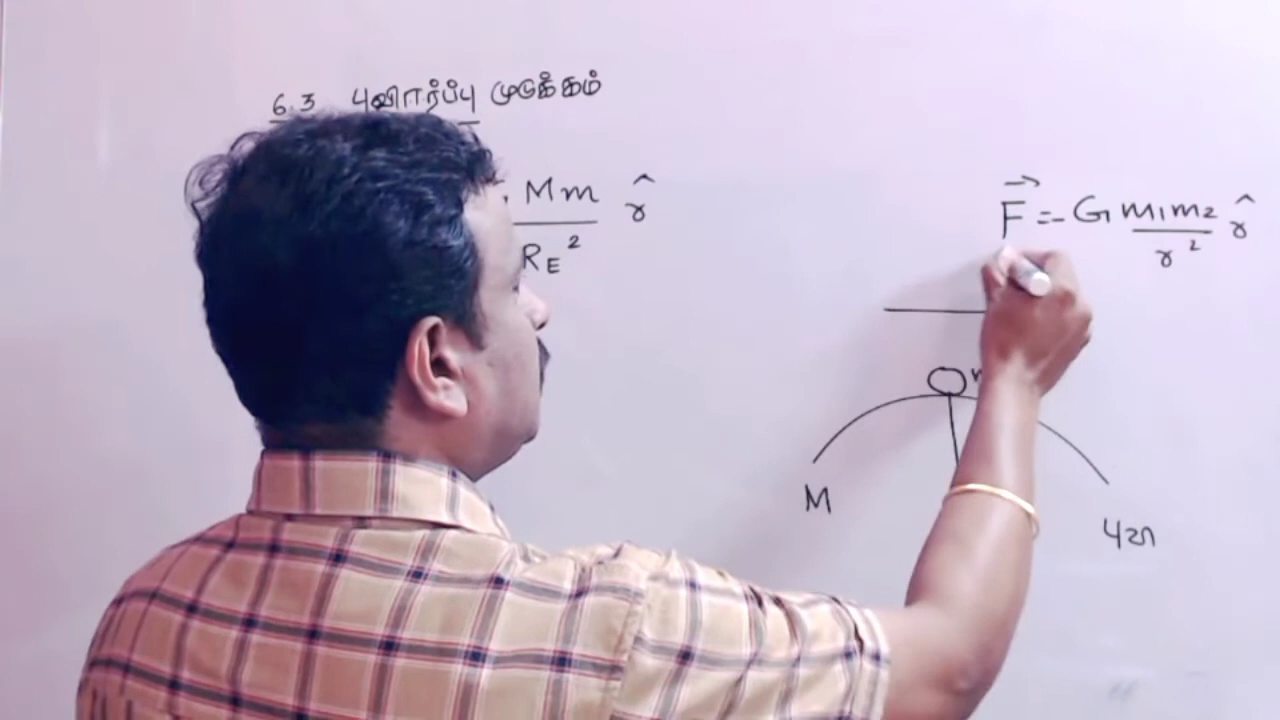 6.3 புவிஈர்ப்பு முடுக்கம்
Mm / R_E² r̂
F⃗ = - G m₁m₂ / r² r̂
m
M
புவி